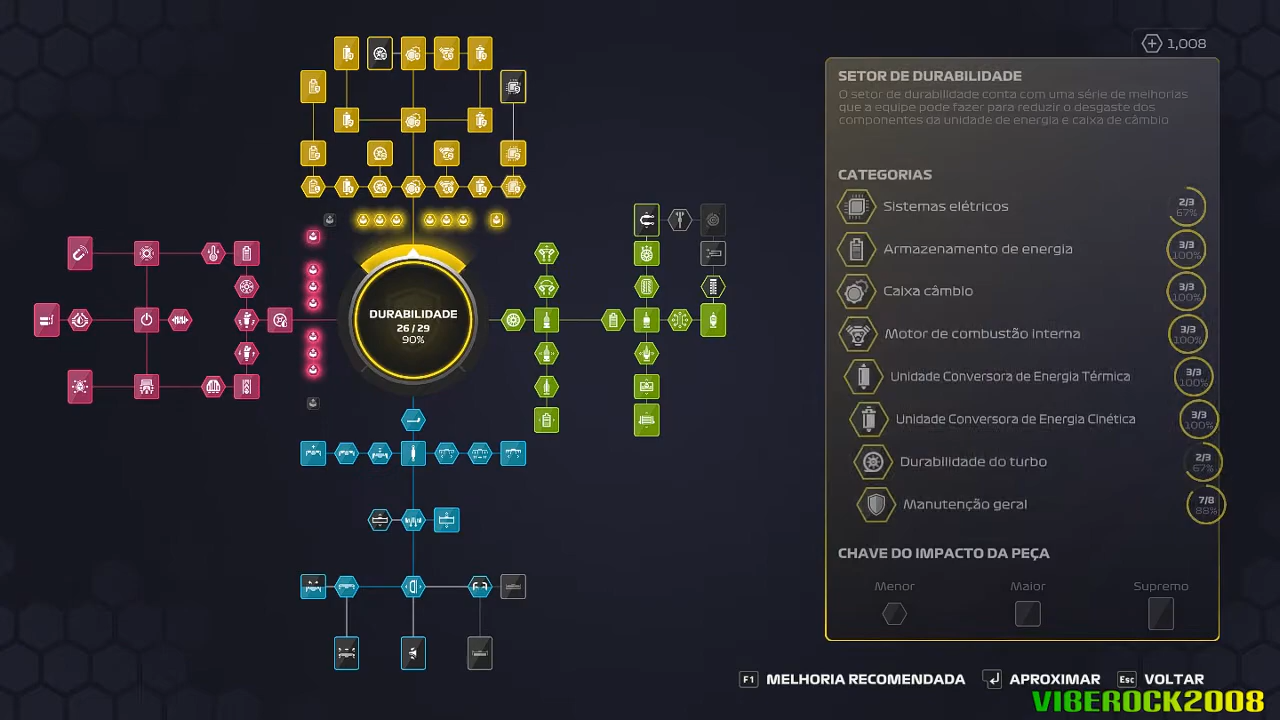 1,008
SETOR DE DURABILIDADE
O setor de durabilidade conta com uma série de melhorias
que a equipe pode fazer para reduzir o desgaste dos
componentes da unidade de energia e caixa de câmbio
CATEGORIAS
Sistemas elétricos
2/3
67%
Armazenamento de energia
3/3
100%
Caixa câmbio
3/3
100%
Motor de combustão interna
3/3
100%
Unidade Conversora de Energia Térmica
3/3
100%
Unidade Conversora de Energia Cinética
3/3
100%
Durabilidade do turbo
2/3
67%
Manutenção geral
7/8
88%
CHAVE DO IMPACTO DA PEÇA
Menor
Maior
Supremo
DURABILIDADE
26 / 29
90%
F1 MELHORIA RECOMENDADA
APROXIMAR
Esc VOLTAR
VIBEROCK2008